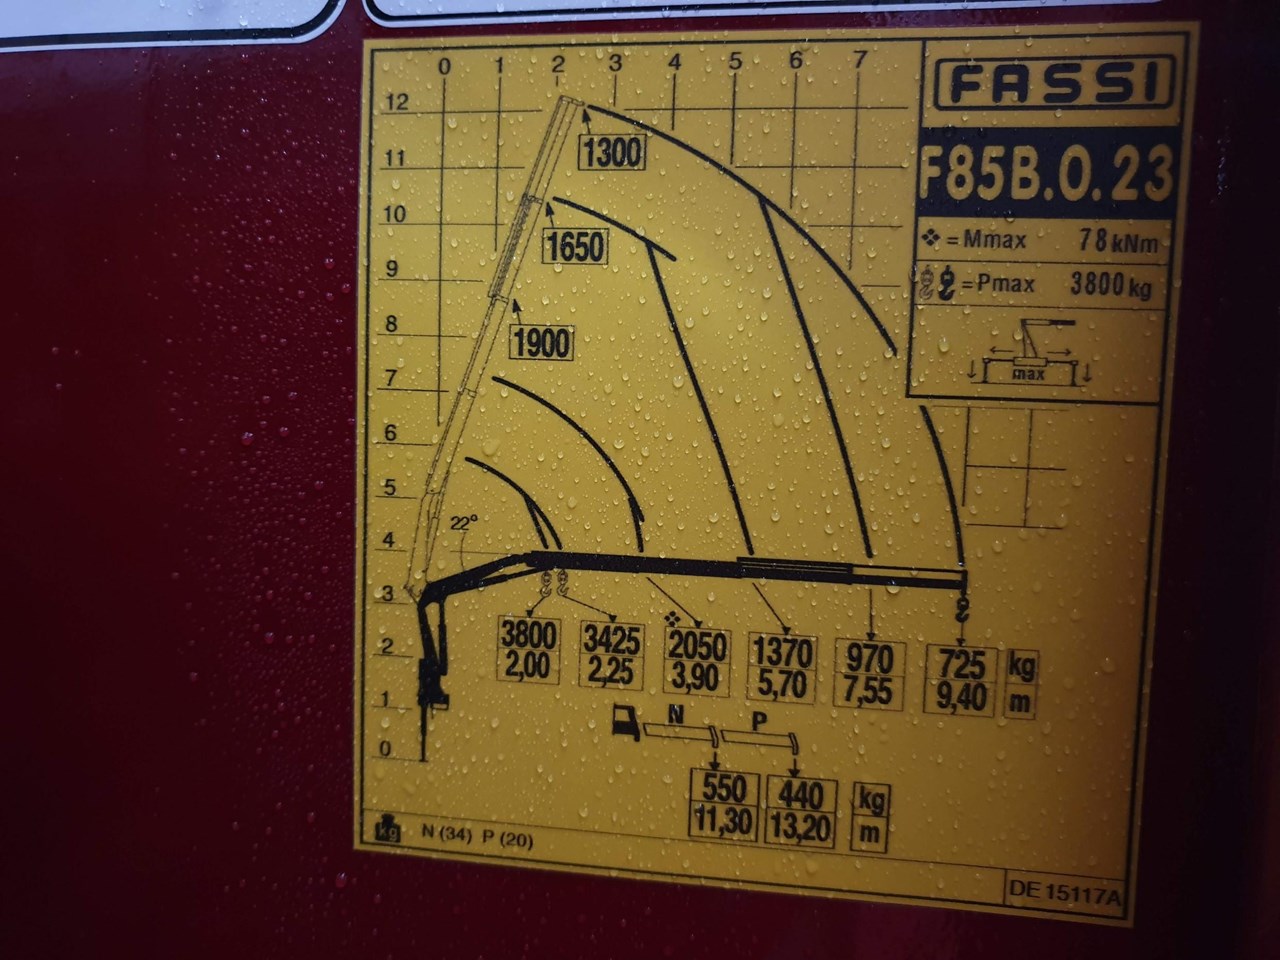 0 1 2 3 4 5 6 7
FASSI
F85B.0.23
= Mmax 78 kNm
= Pmax 3800 kg
max
12
1300
11
10
1650
9
8
1900
7
6
5
22°
4
3
2
1
0
3800 3425 2050 1370 970 725 kg
2,00 2,25 3,90 5,70 7,55 9,40 m
N P
550 440 kg
11,30 13,20 m
kg N (34) P (20)
DE 15117A